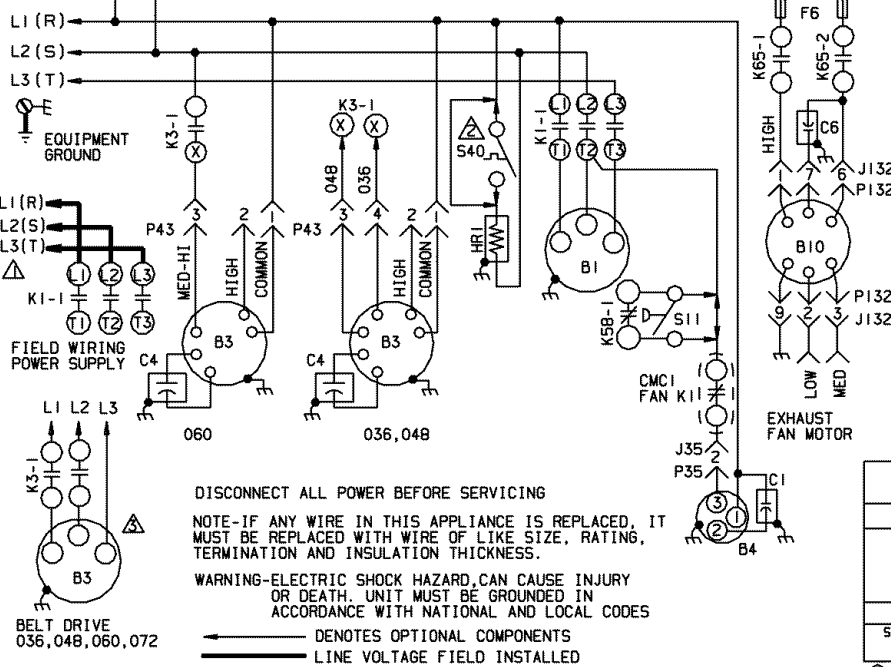 L1(R)
L2(S)
L3(T)
EQUIPMENT
GROUND
K3-1
X
K3-1
X X
048
036
2
S40
K1-1
L1 L2 L3
T1 T2 T3
F6
K65-1
K65-2
C6
HIGH
1 7 6 J132
P132
B10
P132
9 2 3 J132
LOW
MED
EXHAUST
FAN MOTOR
L1(R)
L2(S)
L3(T)
1
L1 L2 L3
K1-1
T1 T2 T3
FIELD WIRING
POWER SUPPLY
P43 3 2 1
MED-HI
HIGH
COMMON
B3
C4
060
P43 3 4 2 1
HIGH
COMMON
B3
C4
036,048
HR1
B1
K58-1
S11
CMC1
FAN K1
J35
2
P35
3
1
2
C1
B4
L1 L2 L3
K3-1
3
B3
BELT DRIVE
036,048,060,072
DISCONNECT ALL POWER BEFORE SERVICING
NOTE-IF ANY WIRE IN THIS APPLIANCE IS REPLACED, IT
MUST BE REPLACED WITH WIRE OF LIKE SIZE, RATING,
TERMINATION AND INSULATION THICKNESS.
WARNING-ELECTRIC SHOCK HAZARD,CAN CAUSE INJURY
OR DEATH. UNIT MUST BE GROUNDED IN
ACCORDANCE WITH NATIONAL AND LOCAL CODES
DENOTES OPTIONAL COMPONENTS
LINE VOLTAGE FIELD INSTALLED